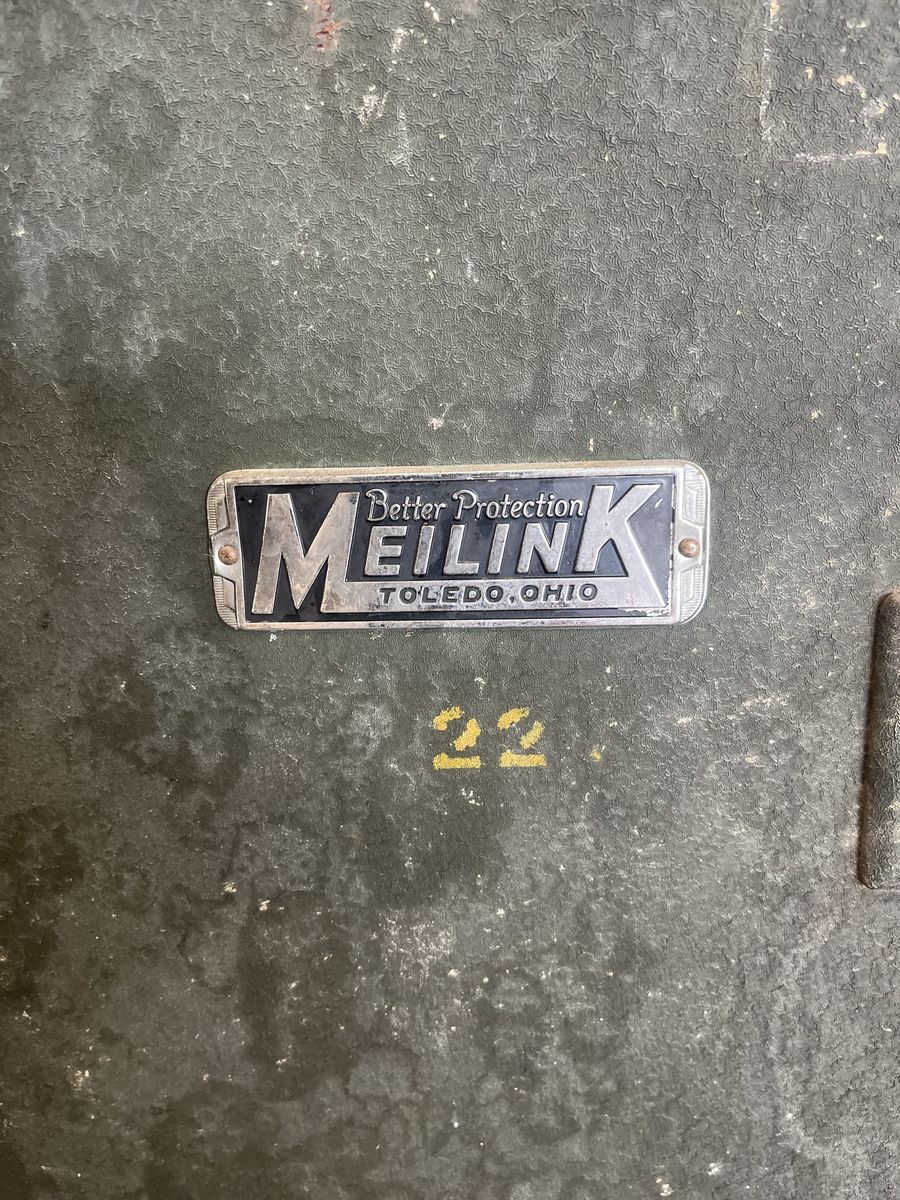 Better Protection
MEILINK
TOLEDO, OHIO
22